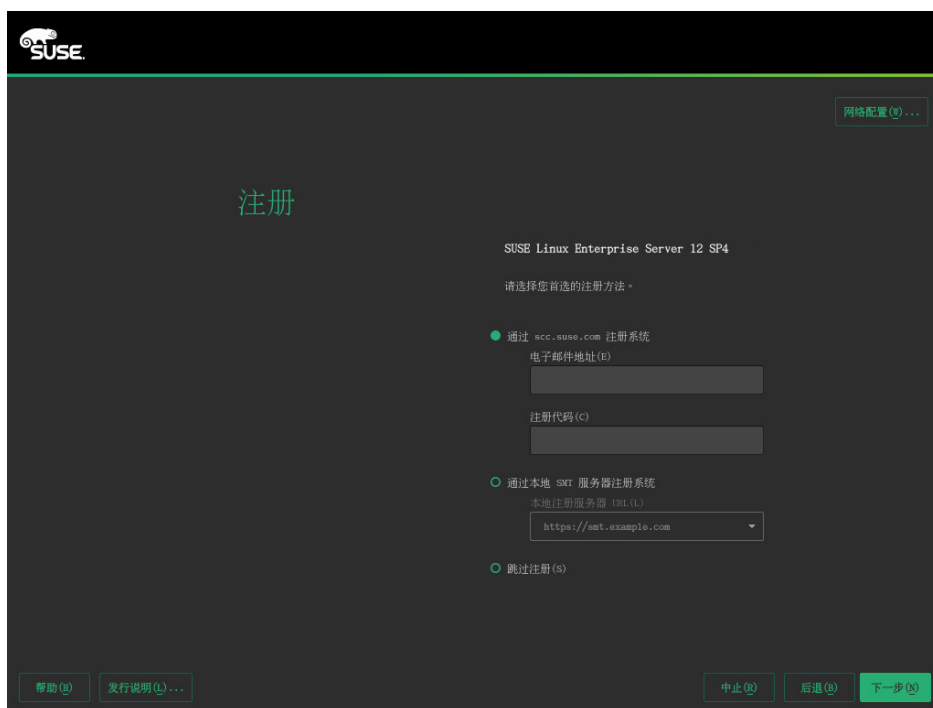 SUSE.
网络配置(W)...
注册
SUSE Linux Enterprise Server 12 SP4
请选择您首选的注册方法。
通过 scc.suse.com 注册系统
电子邮件地址(E)
注册代码(C)
通过本地 SMT 服务器注册系统
本地注册服务器 URL(L)
https://smt.example.com
跳过注册(S)
帮助(H) 发行说明(L)... 中止(R) 后退(B) 下一步(N)